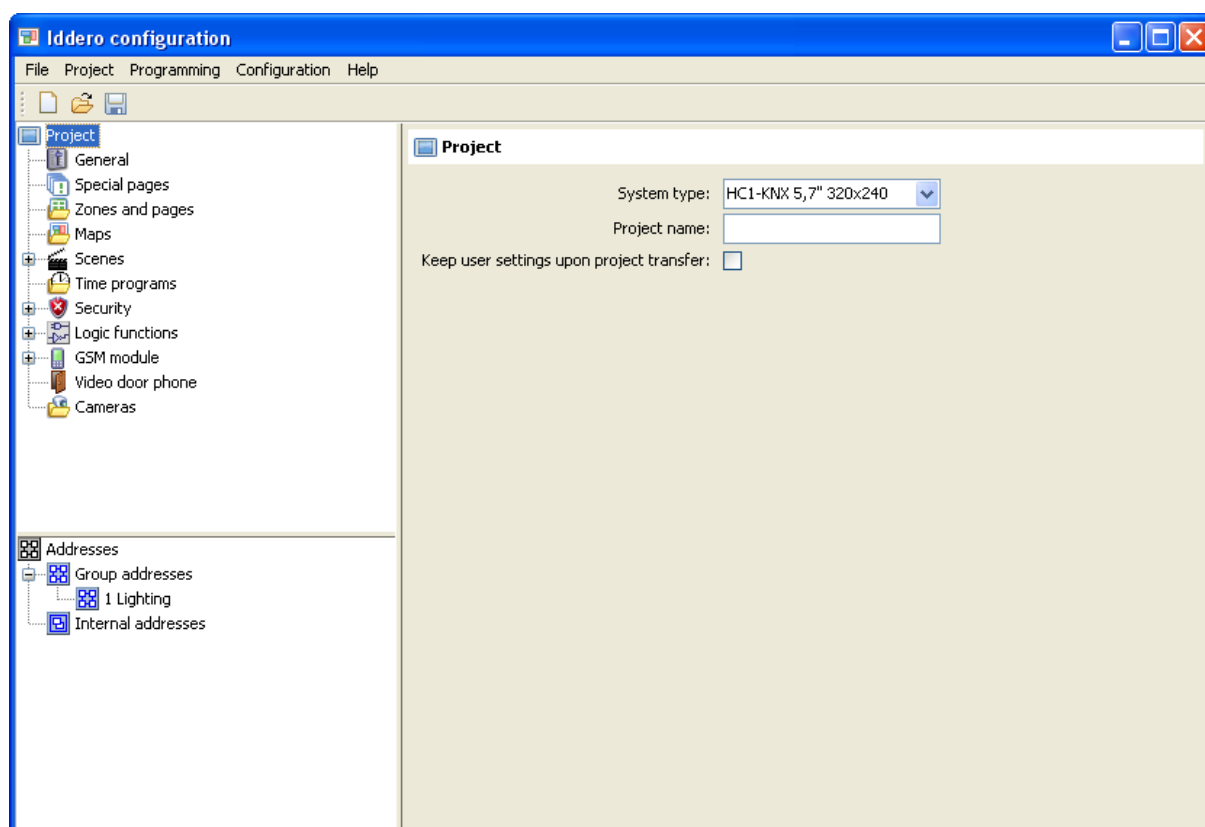 Iddero configuration
File Project Programming Configuration Help
Project
General
Special pages
Zones and pages
Maps
Scenes
Time programs
Security
Logic functions
GSM module
Video door phone
Cameras
Addresses
Group addresses
1 Lighting
Internal addresses
Project
System type: HC1-KNX 5,7" 320x240
Project name:
Keep user settings upon project transfer: